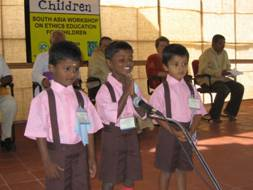 Children
SOUTH ASIA WORKSHOP
ON ETHICS EDUCATION
FOR CHILDREN